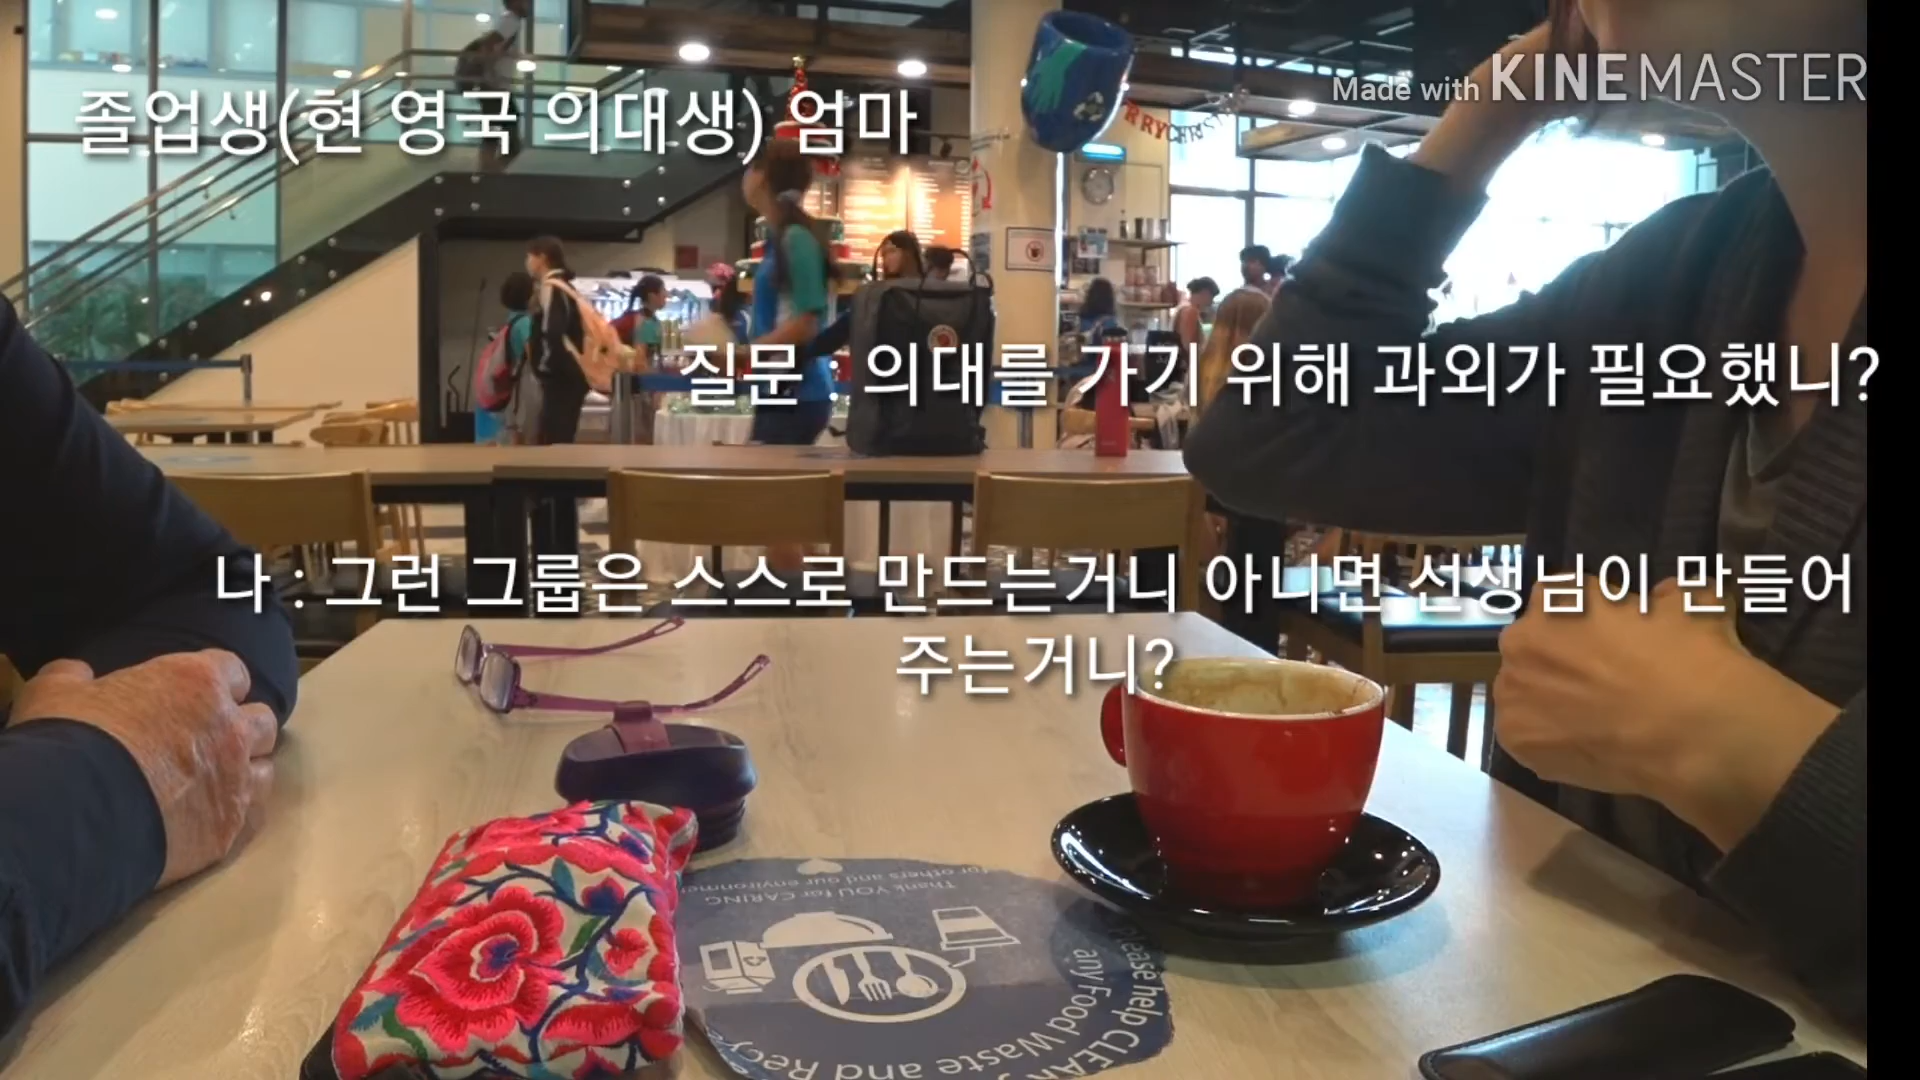 Made with KINEMASTER
졸업생(현 영국 의대생) 엄마
질문 : 의대를 가기 위해 과외가 필요했니?
나 : 그런 그룹은 스스로 만드는거니 아니면 선생님이 만들어
주는거니?
for others and our environment
Thank YOU for CARING
Please help CLEAR
any Food Waste and